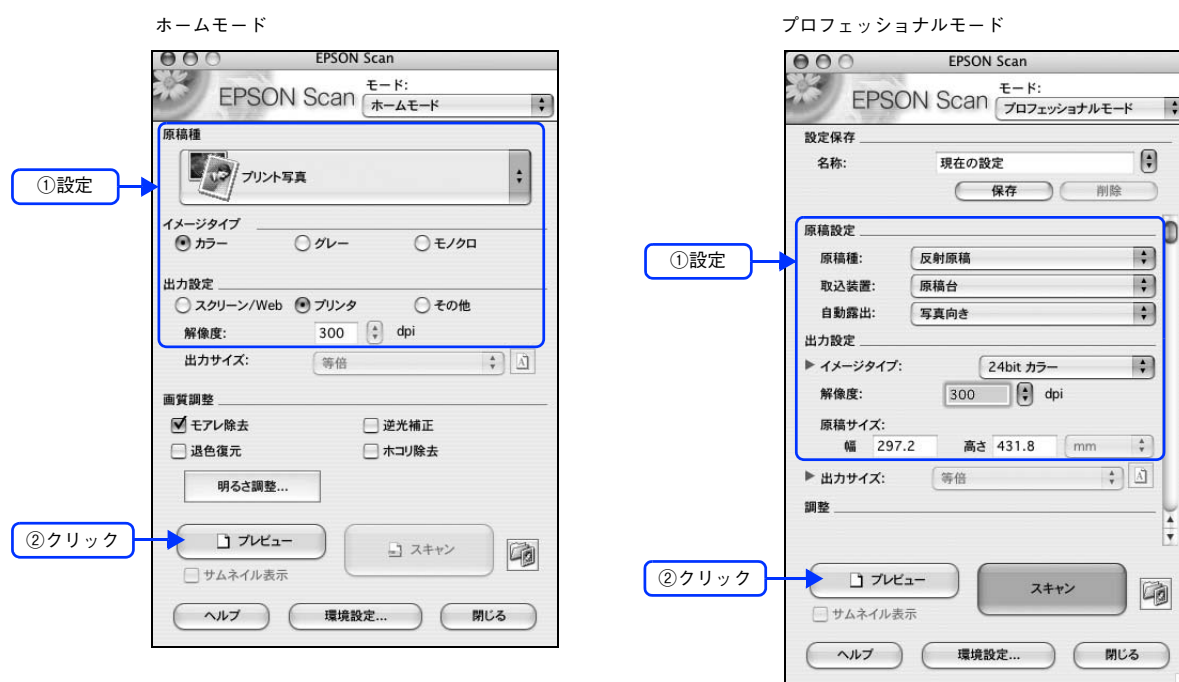 ホームモード
EPSON Scan
EPSON Scan
モード:
ホームモード
原稿種
プリント写真
①設定
イメージタイプ
カラー グレー モノクロ
出力設定
スクリーン/Web プリンタ その他
解像度: 300 dpi
出力サイズ: 等倍 A
画質調整
モアレ除去 逆光補正
退色復元 ホコリ除去
明るさ調整...
②クリック
プレビュー スキャン
サムネイル表示
ヘルプ 環境設定... 閉じる
プロフェッショナルモード
EPSON Scan
EPSON Scan
モード:
プロフェッショナルモード
設定保存
名称: 現在の設定
保存 削除
原稿設定
①設定
原稿種: 反射原稿
取込装置: 原稿台
自動露出: 写真向き
出力設定
イメージタイプ: 24bit カラー
解像度: 300 dpi
原稿サイズ:
幅 297.2 高さ 431.8 mm
出力サイズ: 等倍 A
調整
②クリック
プレビュー スキャン
サムネイル表示
ヘルプ 環境設定... 閉じる